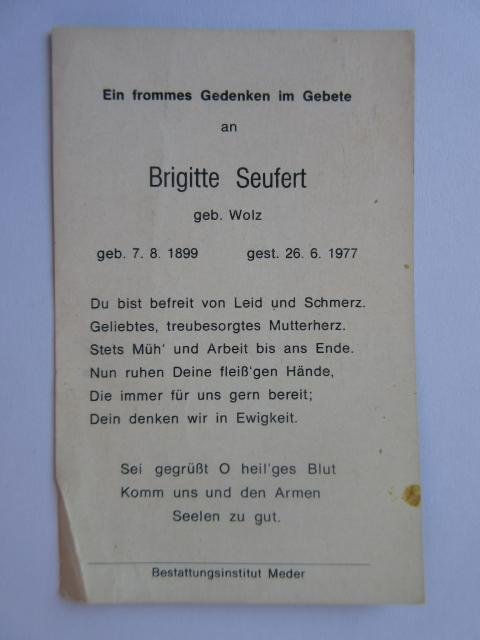 Ein frommes Gedenken im Gebete
an
Brigitte Seufert
geb. Wolz
geb. 7. 8. 1899 gest. 26. 6. 1977
Du bist befreit von Leid und Schmerz.
Geliebtes, treubesorgtes Mutterherz.
Stets Müh' und Arbeit bis ans Ende.
Nun ruhen Deine fleiß'gen Hände,
Die immer für uns gern bereit;
Dein denken wir in Ewigkeit.
Sei gegrüßt O heil'ges Blut
Komm uns und den Armen
Seelen zu gut.
Bestattungsinstitut Meder